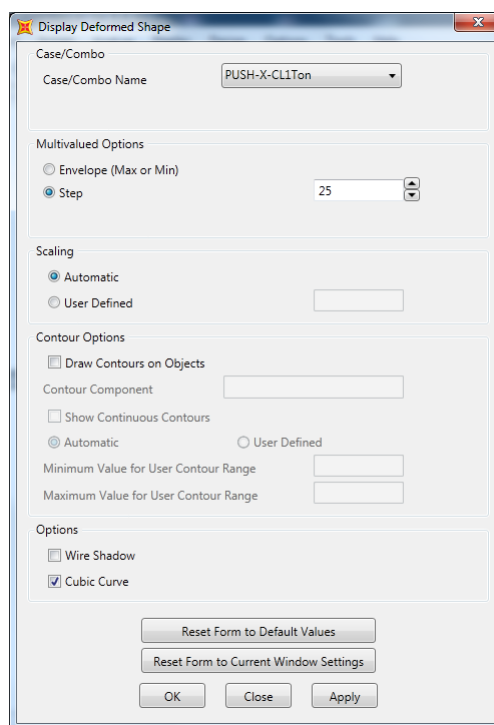 Display Deformed Shape
Case/Combo
Case/Combo Name
PUSH-X-CL1Ton
Multivalued Options
Envelope (Max or Min)
Step
25
Scaling
Automatic
User Defined
Contour Options
Draw Contours on Objects
Contour Component
Show Continuous Contours
Automatic
User Defined
Minimum Value for User Contour Range
Maximum Value for User Contour Range
Options
Wire Shadow
Cubic Curve
Reset Form to Default Values
Reset Form to Current Window Settings
OK
Close
Apply